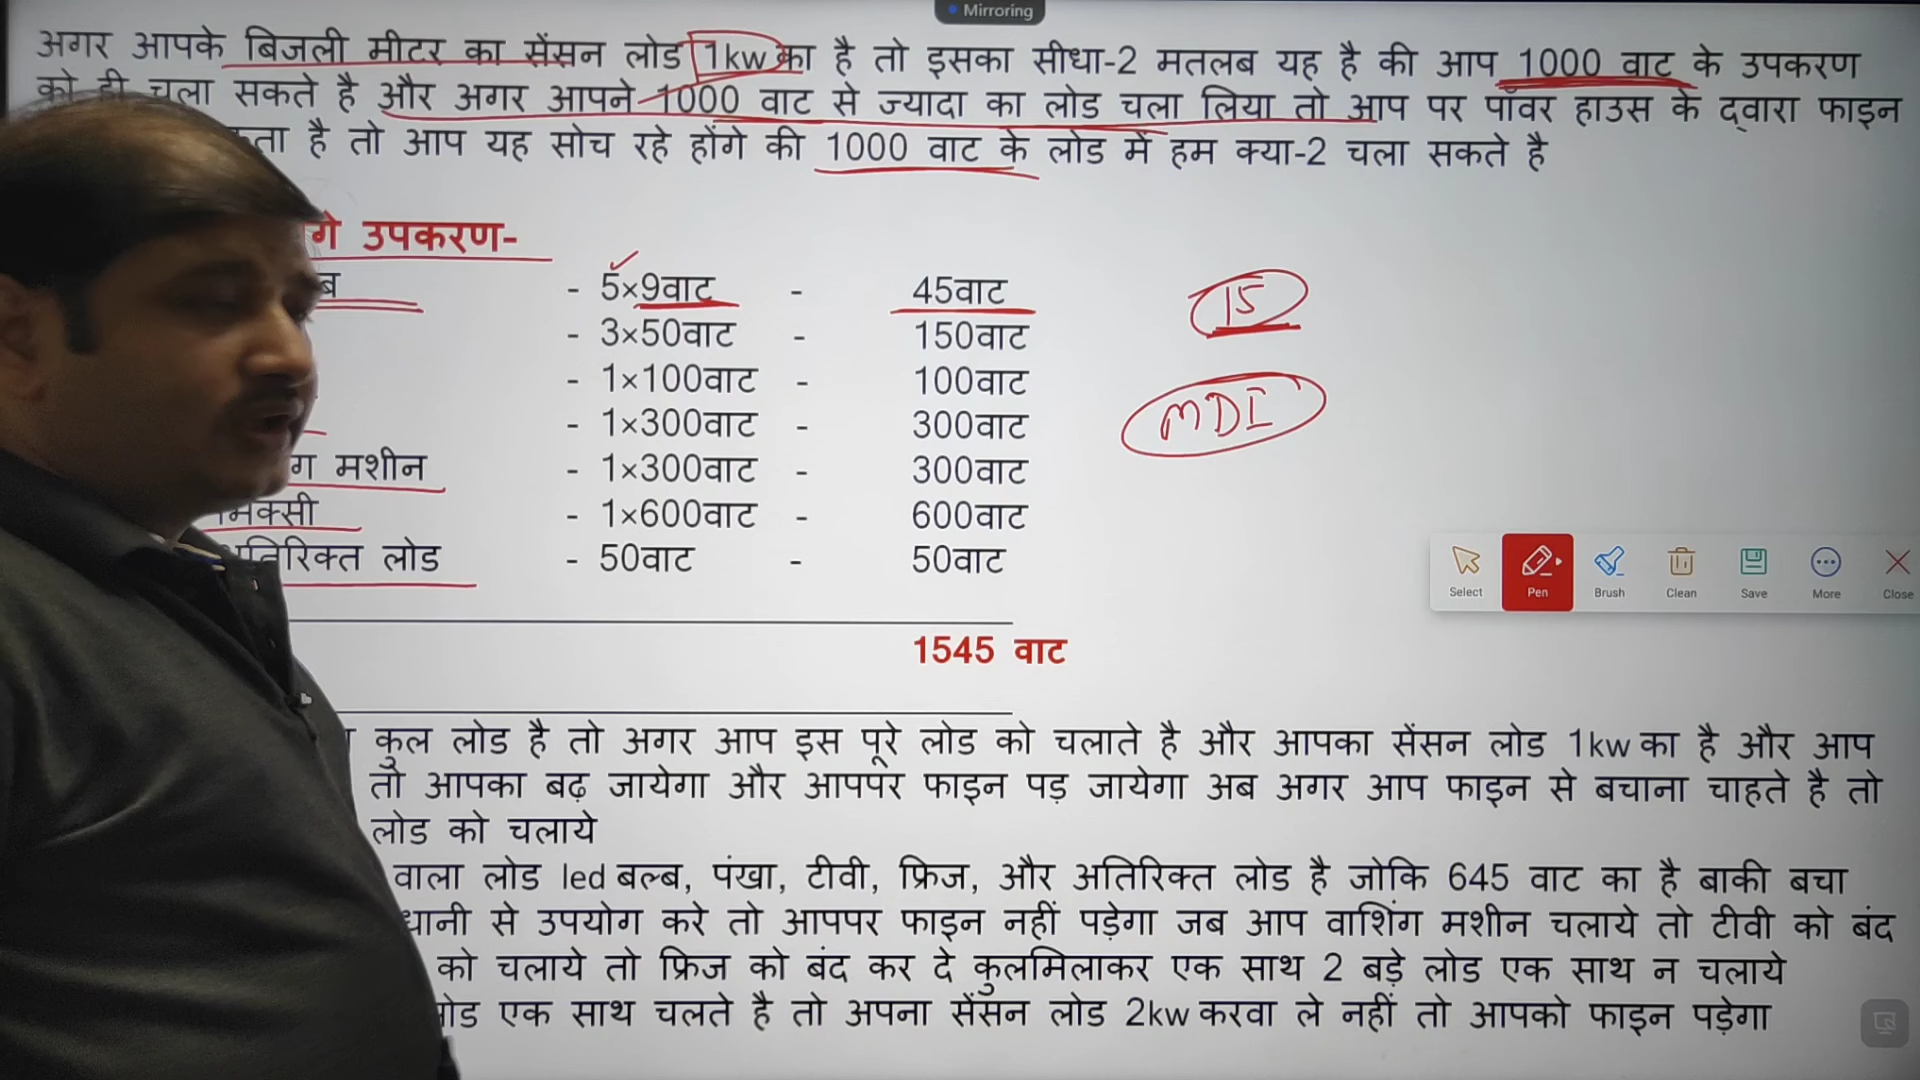 Mirroring
अगर आपके बिजली मीटर का सेंसन लोड 1kw का है तो इसका सीधा-2 मतलब यह है की आप 1000 वाट के उपकरण
को ही चला सकते है और अगर आपने 1000 वाट से ज्यादा का लोड चला लिया तो आप पर पॉवर हाउस के द्वारा फाइन
है तो आप यह सोच रहे होंगे की 1000 वाट के लोड में हम क्या-2 चला सकते है
उपकरण-
- 5×9वाट - 45वाट
15
- 3×50वाट - 150वाट
- 1×100वाट - 100वाट
MDI
- 1×300वाट - 300वाट
मशीन - 1×300वाट - 300वाट
मिक्सी - 1×600वाट - 600वाट
अतिरिक्त लोड - 50वाट - 50वाट
Select Pen Brush Clean Save More Close
1545 वाट
कुल लोड है तो अगर आप इस पूरे लोड को चलाते है और आपका सेंसन लोड 1kw का है और आप
तो आपका बढ़ जायेगा और आपपर फाइन पड़ जायेगा अब अगर आप फाइन से बचाना चाहते है तो
लोड को चलाये
वाला लोड led बल्ब, पंखा, टीवी, फ्रिज, और अतिरिक्त लोड है जोकि 645 वाट का है बाकी बचा
से उपयोग करे तो आपपर फाइन नहीं पड़ेगा जब आप वाशिंग मशीन चलाये तो टीवी को बंद
को चलाये तो फ्रिज को बंद कर दे कुलमिलाकर एक साथ 2 बड़े लोड एक साथ न चलाये
लोड एक साथ चलते है तो अपना सेंसन लोड 2kw करवा ले नहीं तो आपको फाइन पड़ेगा